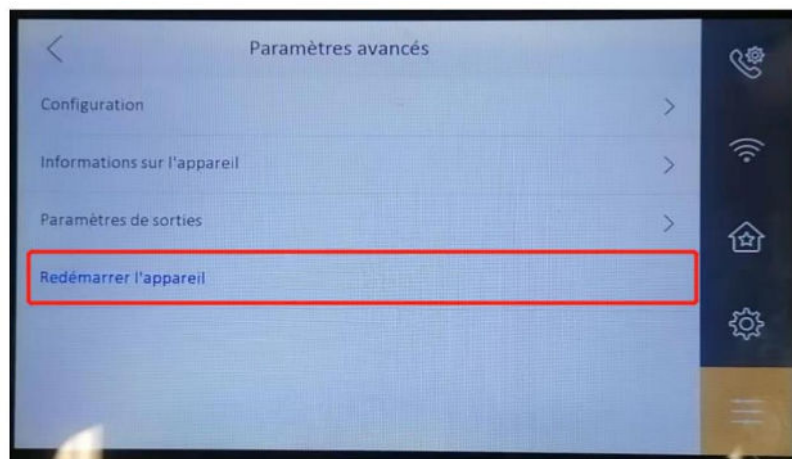 Paramètres avancés
Configuration
Informations sur l'appareil
Paramètres de sorties
Redémarrer l'appareil